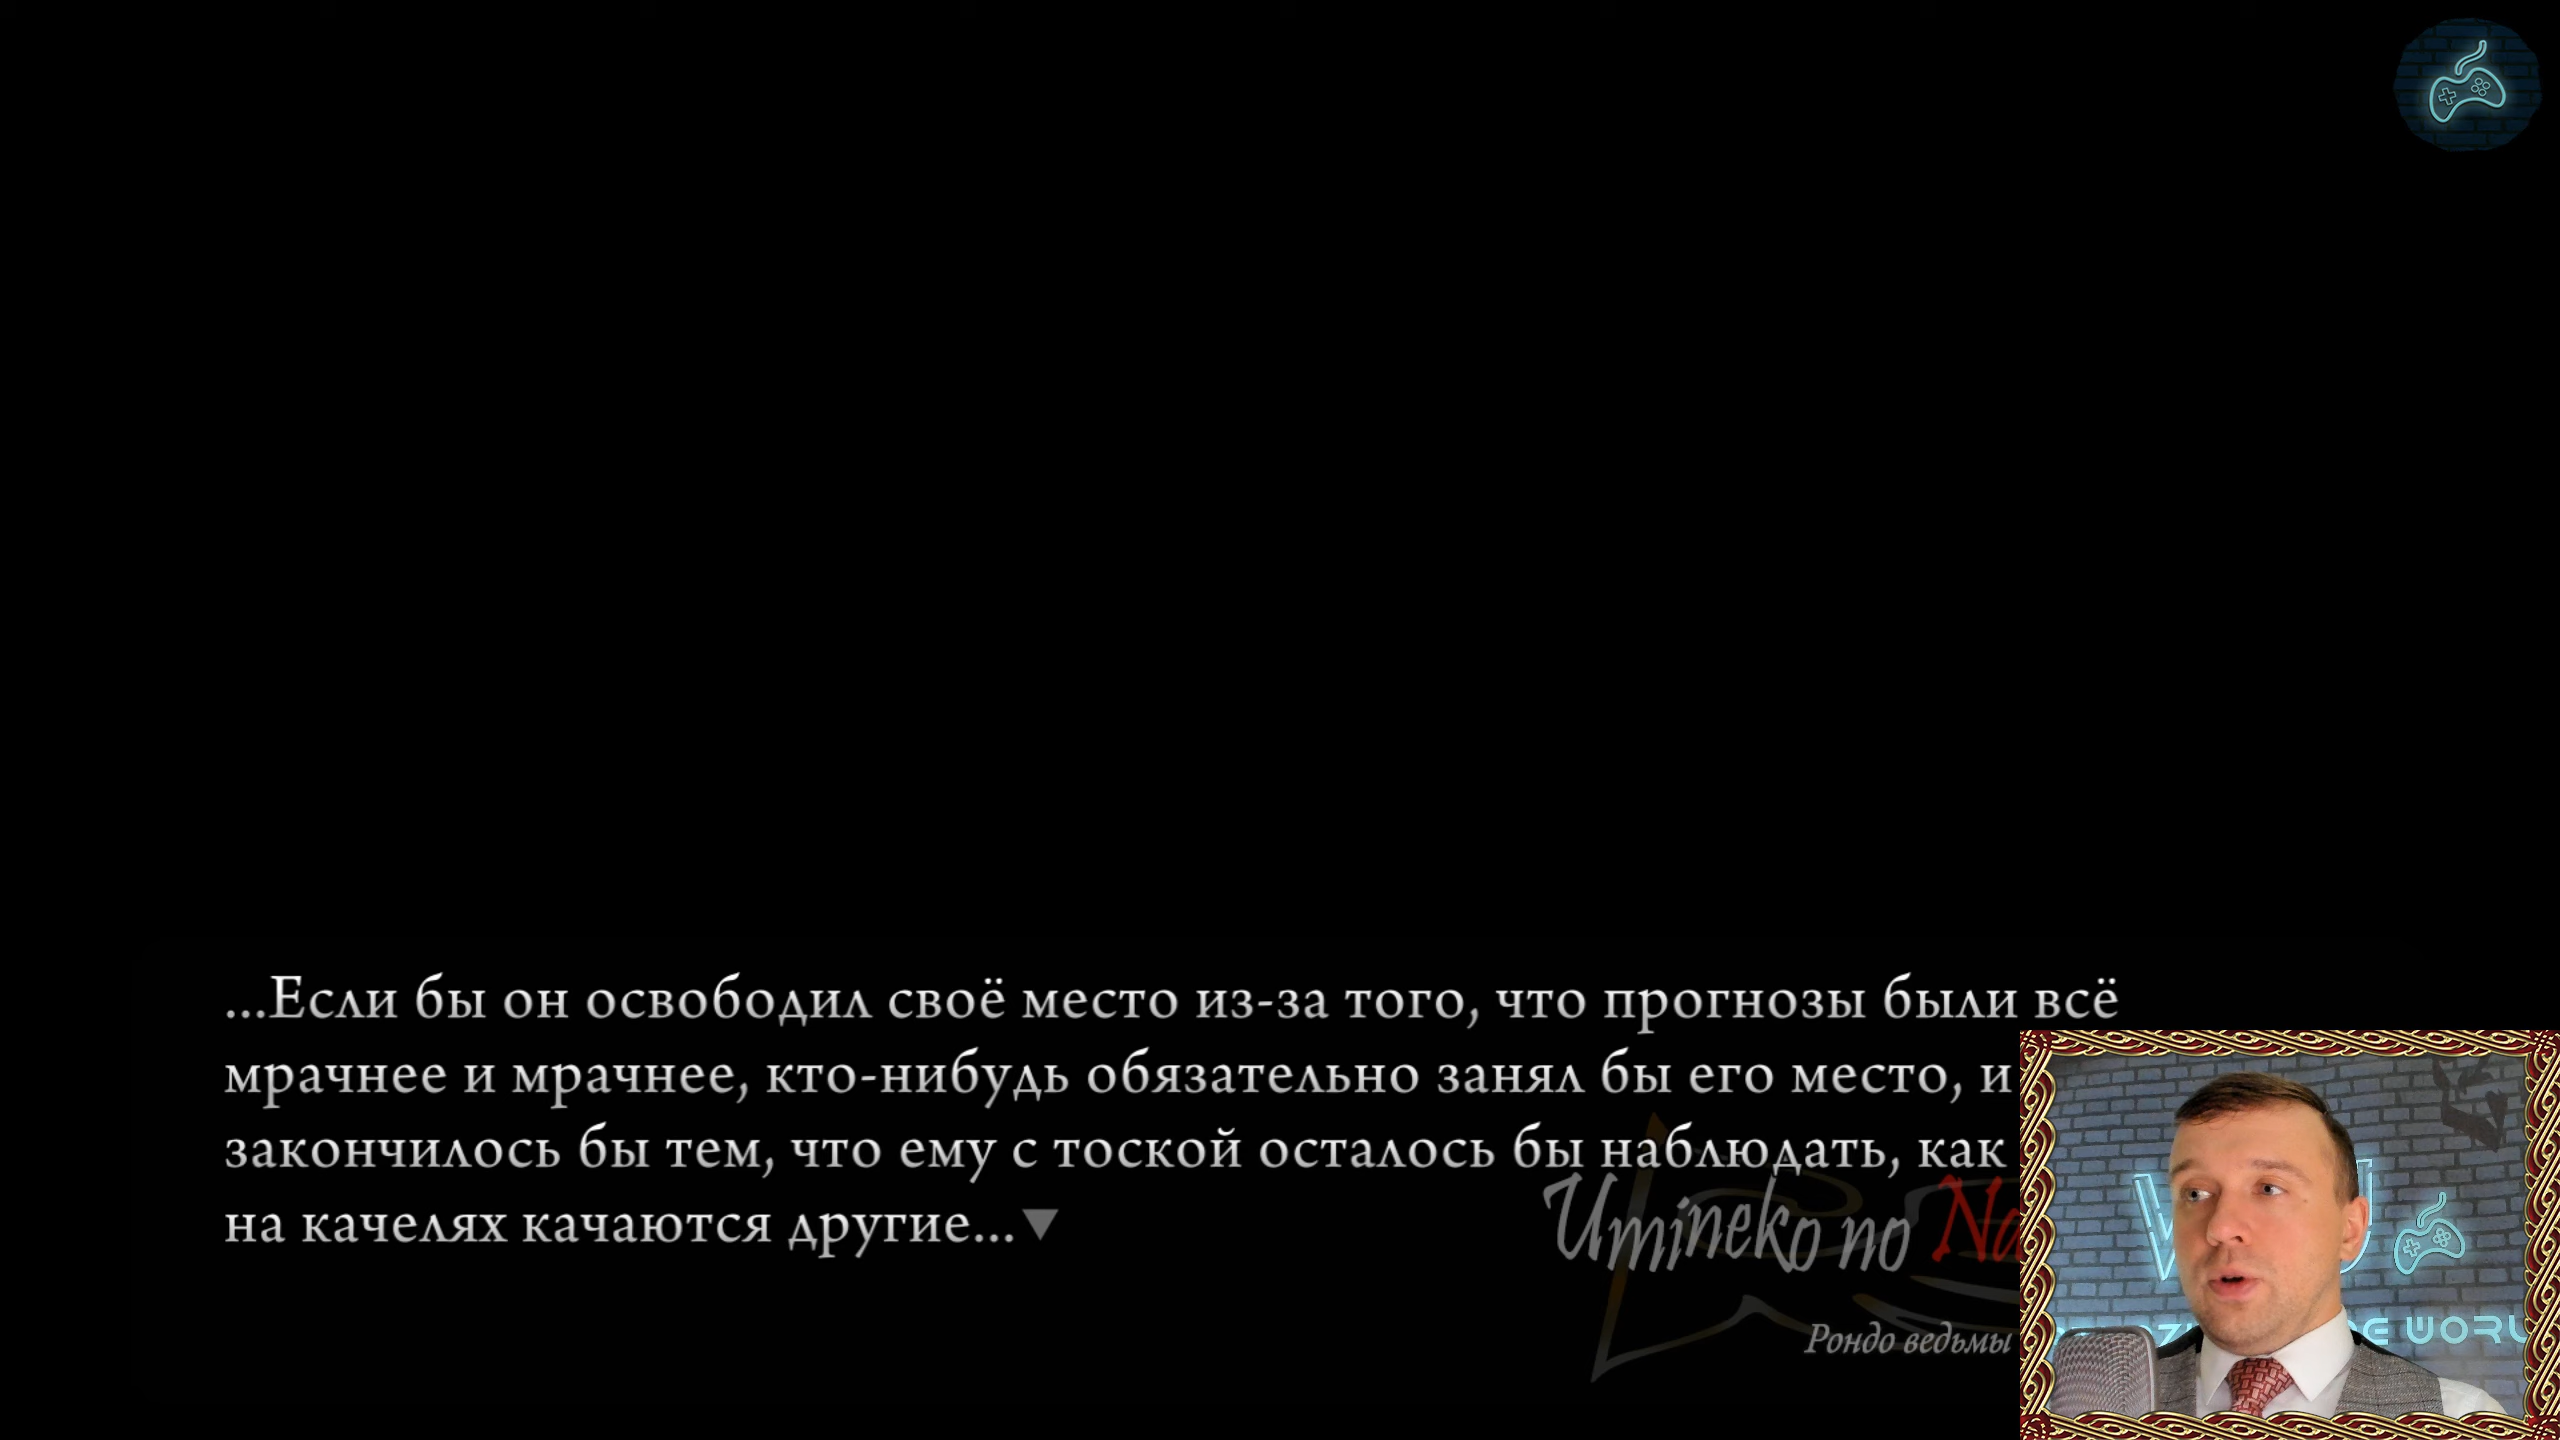 ...Если бы он освободил своё место из-за того, что прогнозы были всё
мрачнее и мрачнее, кто-нибудь обязательно занял бы его место, и
закончилось бы тем, что ему с тоской осталось бы наблюдать, как
на качелях качаются другие...
Umineko no Na
Рондо ведьмы